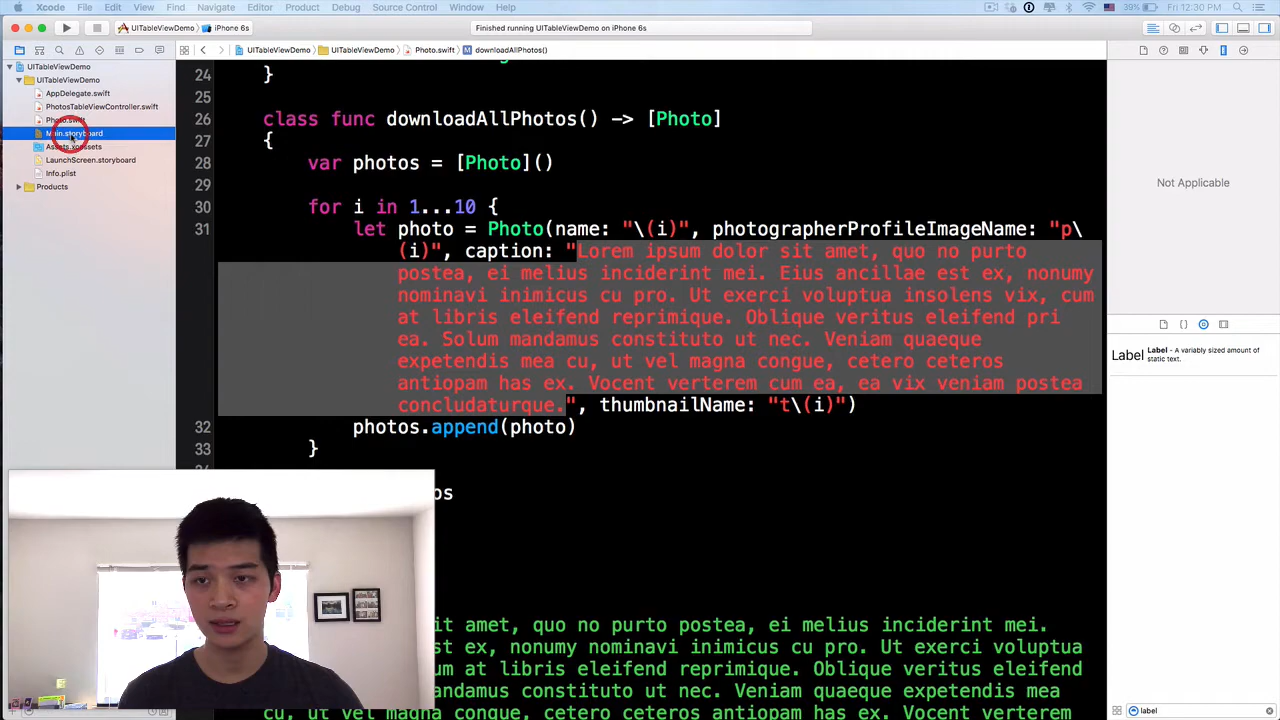 Xcode File Edit View Find Navigate Editor Product Debug Source Control Window Help 39% Fri 12:30 PM
UITableViewDemo iPhone 6s Finished running UITableViewDemo on iPhone 6s
UITableViewDemo UITableViewDemo Photo.swift M downloadAllPhotos()
UITableViewDemo
UITableViewDemo
AppDelegate.swift
PhotosTableViewController.swift
Photo.swift
Main.storyboard
Assets.xcassets
LaunchScreen.storyboard
Info.plist
Products
24 }
25
26 class func downloadAllPhotos() -> [Photo]
27 {
28 var photos = [Photo]()
29
30 for i in 1...10 {
31 let photo = Photo(name: "\(i)", photographerProfileImageName: "p\
(i)", caption: "Lorem ipsum dolor sit amet, quo no purto
postea, ei melius inciderint mei. Eius ancillae est ex, nonumy
nominavi inimicus cu pro. Ut exerci voluptua insolens vix, cum
at libris eleifend reprimique. Oblique veritus eleifend pri
ea. Solum mandamus constituto ut nec. Veniam quaeque
expetendis mea cu, ut vel magna congue, cetero ceteros
antiopam has ex. Vocent verterem cum ea, ea vix veniam postea
concludaturque.", thumbnailName: "t\(i)")
32 photos.append(photo)
33 }
os
it amet, quo no purto postea, ei melius inciderint mei.
st ex, nonumy nominavi inimicus cu pro. Ut exerci voluptua
um at libris eleifend reprimique. Oblique veritus eleifend
mandamus constituto ut nec. Veniam quaeque expetendis mea
cu, ut vel magna congue, cetero ceteros antiopam has ex. Vocent
Not Applicable
Label Label - A variably sized amount of
static text.
label